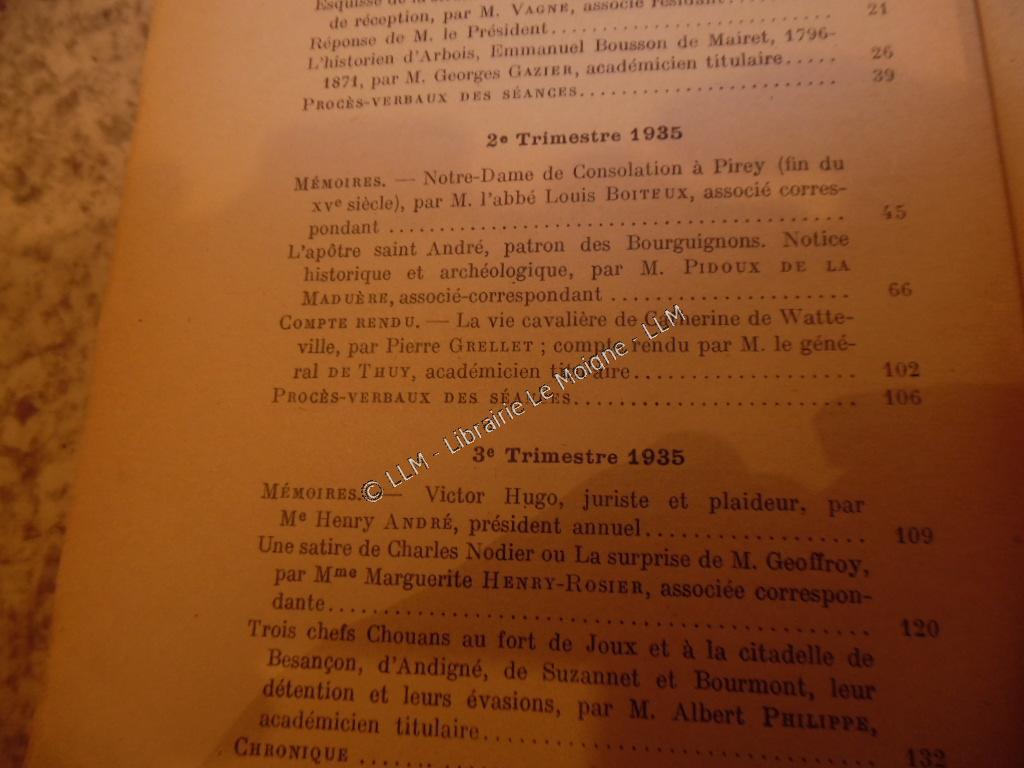 Esquisse de la
de réception, par M. VAGNE, associé résidant 21
Réponse de M. le Président
L'historien d'Arbois, Emmanuel Bousson de Mairet, 1796-
1871, par M. Georges GAZIER, académicien titulaire 26
PROCÈS-VERBAUX DES SÉANCES 39
2e Trimestre 1935
MÉMOIRES. — Notre-Dame de Consolation à Pirey (fin du
XVe siècle), par M. l'abbé Louis BOITEUX, associé corres-
pondant 45
L'apôtre saint André, patron des Bourguignons. Notice
historique et archéologique, par M. PIDOUX DE LA
MADUÈRE, associé-correspondant 66
COMPTE RENDU. — La vie cavalière de Catherine de Watte-
ville, par Pierre GRELLET ; compte rendu par M. le géné-
ral DE THUY, académicien titulaire 102
PROCÈS-VERBAUX DES SÉANCES 106
© LLM - Librairie Le Moigne - LLM
3e Trimestre 1935
MÉMOIRES. — Victor Hugo, juriste et plaideur, par
Me Henry ANDRÉ, président annuel 109
Une satire de Charles Nodier ou La surprise de M. Geoffroy,
par Mme Marguerite HENRY-ROSIER, associée correspon-
dante 120
Trois chefs Chouans au fort de Joux et à la citadelle de
Besançon, d'Andigné, de Suzannet et Bourmont, leur
détention et leurs évasions, par M. Albert PHILIPPE,
académicien titulaire 132
CHRONIQUE